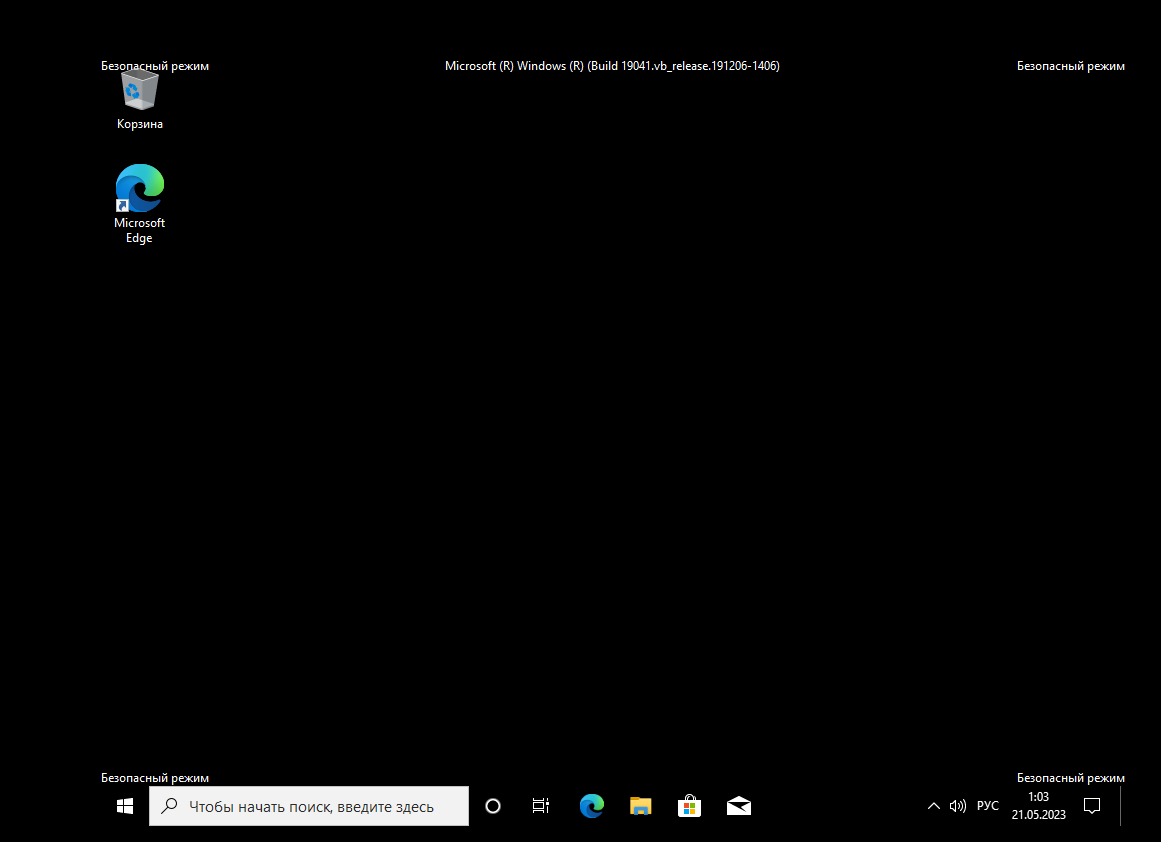 Безопасный режим
Microsoft (R) Windows (R) (Build 19041.vb_release.191206-1406)
Безопасный режим
Корзина
Microsoft
Edge
Безопасный режим
Безопасный режим
Чтобы начать поиск, введите здесь
РУС
1:03
21.05.2023